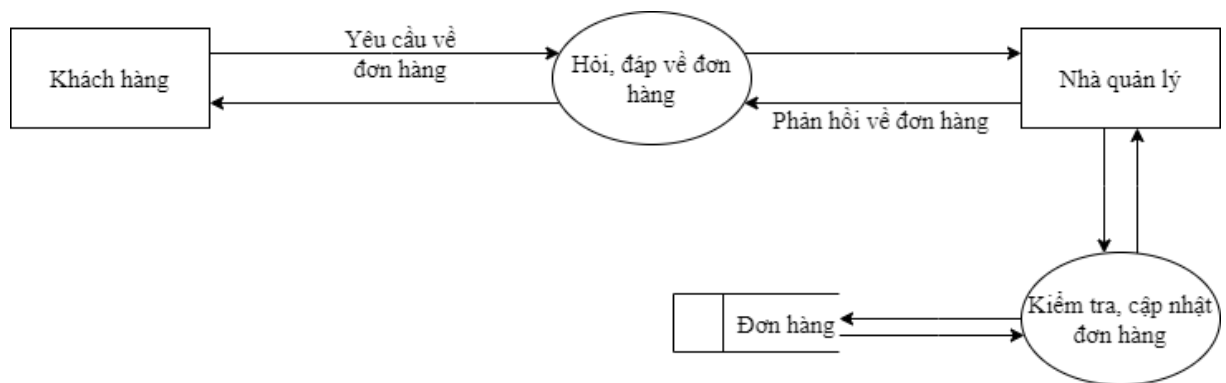 Yêu cầu về
đơn hàng
Khách hàng
Hỏi, đáp về đơn
hàng
Nhà quản lý
Phản hồi về đơn hàng
Kiểm tra, cập nhật
đơn hàng
Đơn hàng